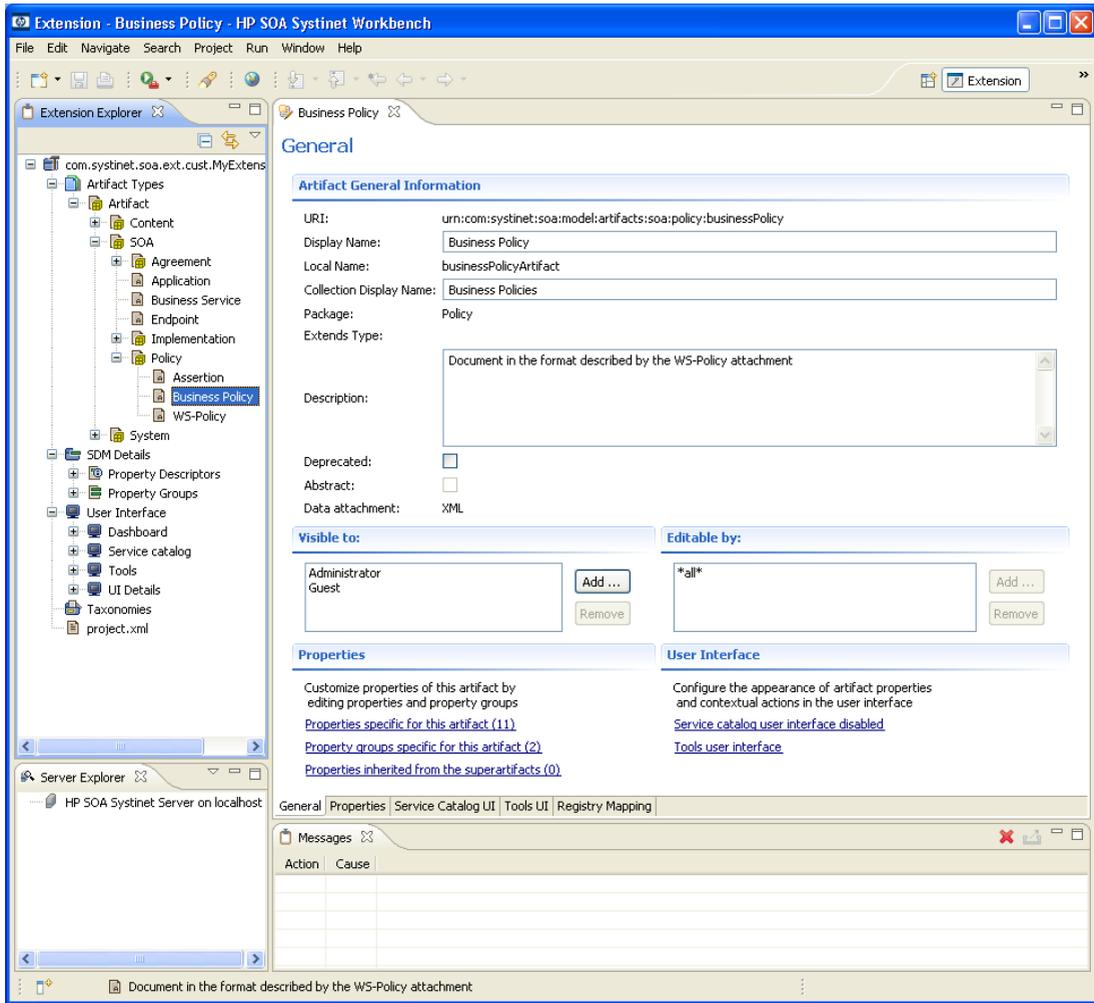 Extension - Business Policy - HP SOA Systinet Workbench
File Edit Navigate Search Project Run Window Help
Extension
»
Extension Explorer
com.systinet.soa.ext.cust.MyExtens
Artifact Types
Artifact
Content
SOA
Agreement
Application
Business Service
Endpoint
Implementation
Policy
Assertion
Business Policy
WS-Policy
System
SDM Details
Property Descriptors
Property Groups
User Interface
Dashboard
Service catalog
Tools
UI Details
Taxonomies
project.xml
Server Explorer
HP SOA Systinet Server on localhost
Business Policy
General
Artifact General Information
URI: urn:com:systinet:soa:model:artifacts:soa:policy:businessPolicy
Display Name: Business Policy
Local Name: businessPolicyArtifact
Collection Display Name: Business Policies
Package: Policy
Extends Type:
Description: Document in the format described by the WS-Policy attachment
Deprecated:
Abstract:
Data attachment: XML
Visible to:
Administrator
Guest
Add ...
Remove
Editable by:
*all*
Add ...
Remove
Properties
Customize properties of this artifact by
editing properties and property groups
Properties specific for this artifact (11)
Property groups specific for this artifact (2)
Properties inherited from the superartifacts (0)
User Interface
Configure the appearance of artifact properties
and contextual actions in the user interface
Service catalog user interface disabled
Tools user interface
General Properties Service Catalog UI Tools UI Registry Mapping
Messages
Action Cause
Document in the format described by the WS-Policy attachment